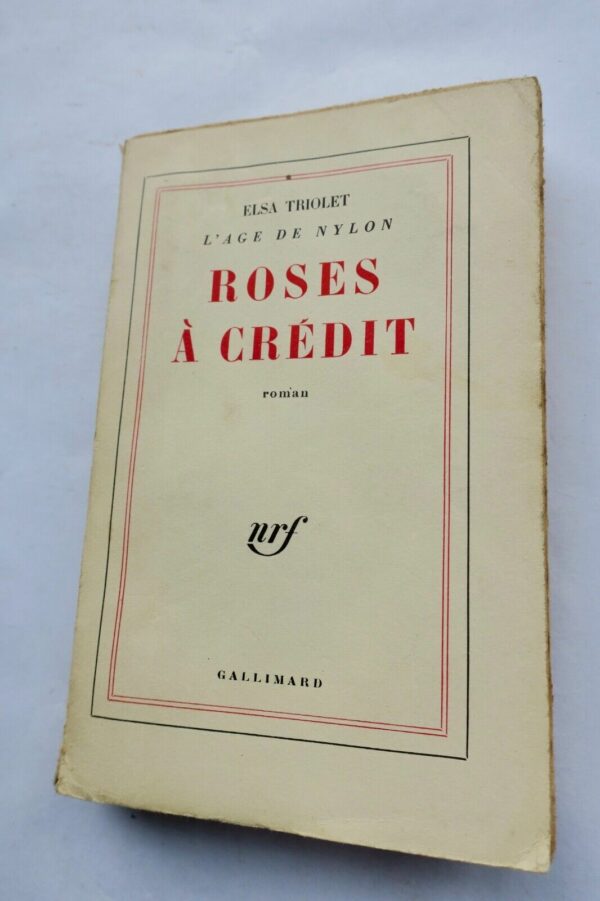 ELSA TRIOLET
L'AGE DE NYLON
ROSES
À CRÉDIT
roman
nrf
GALLIMARD